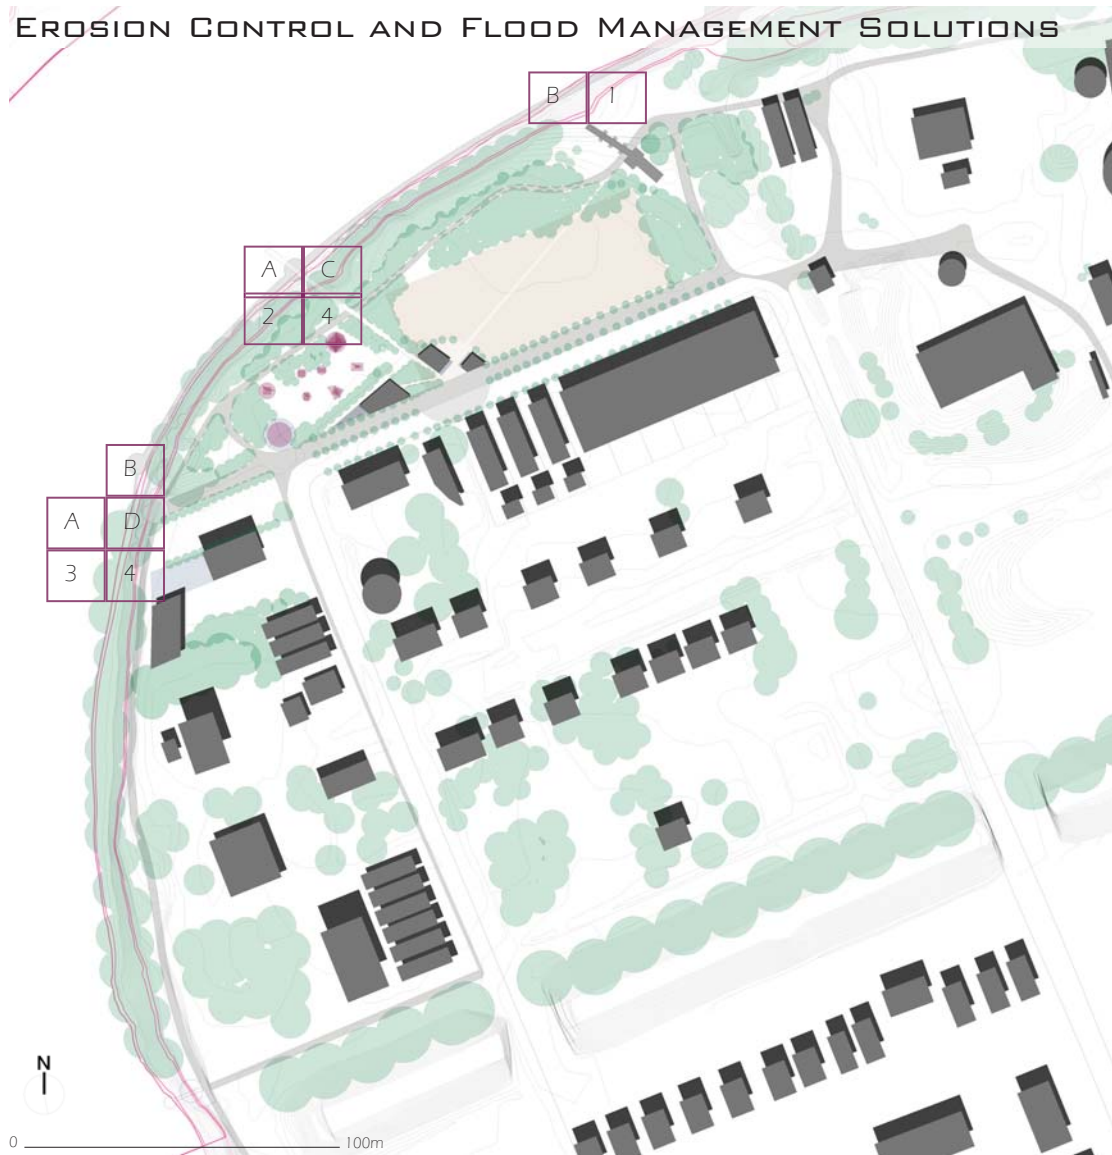 EROSION CONTROL AND FLOOD MANAGEMENT SOLUTIONS
B 1
A C
2 4
B
A D
3 4
N
0 100m